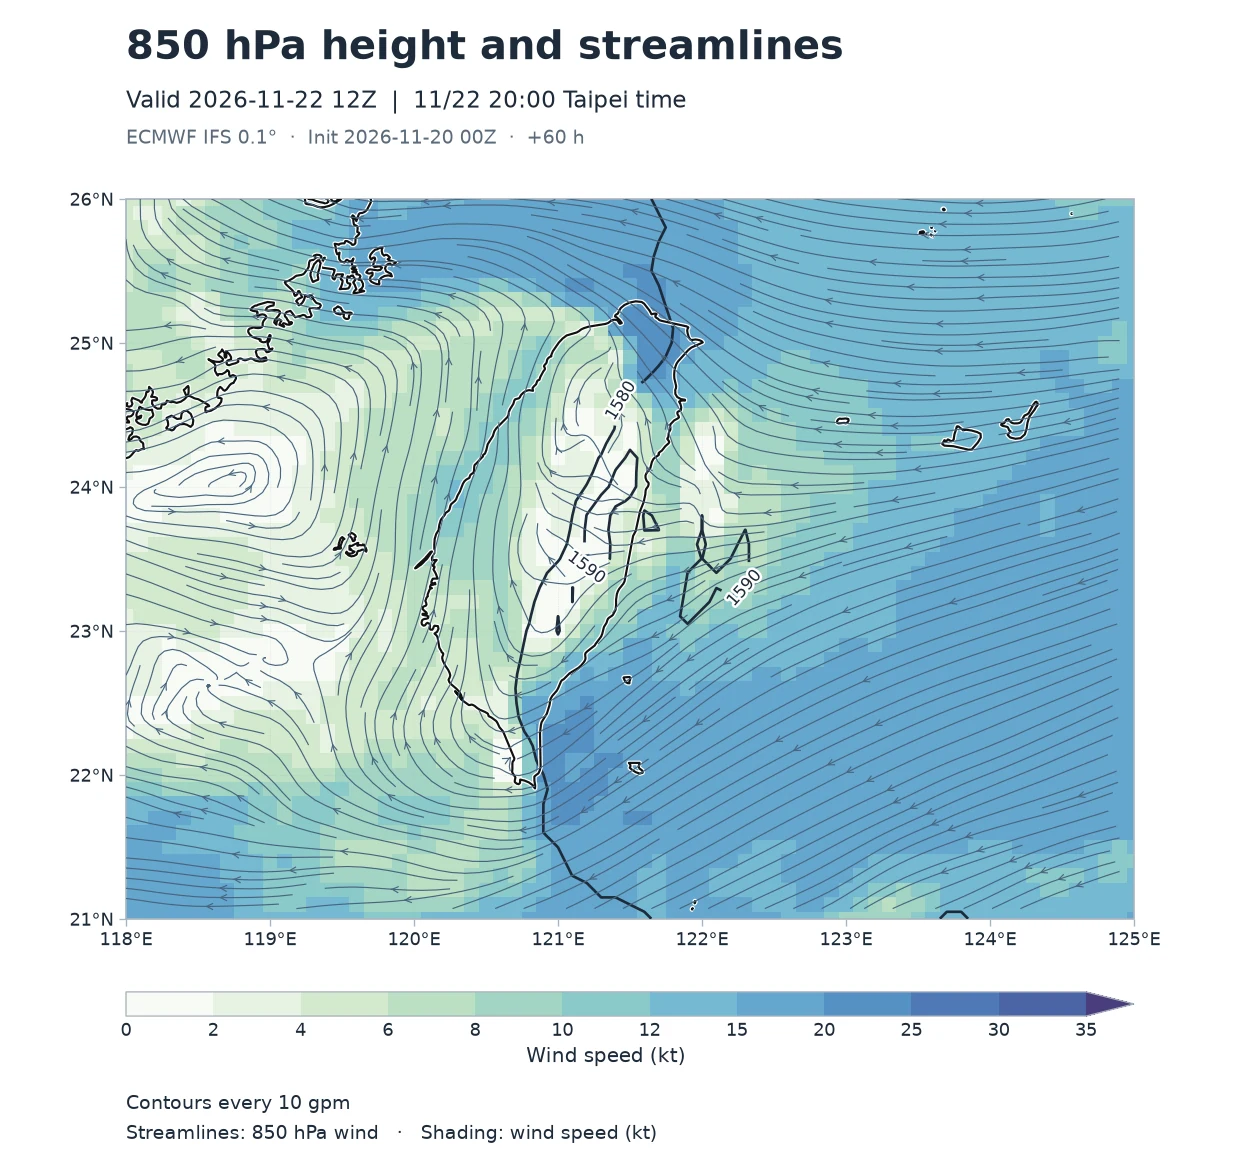 850 hPa height and streamlines
Valid 2026-11-22 12Z | 11/22 20:00 Taipei time
ECMWF IFS 0.1° · Init 2026-11-20 00Z · +60 h
26°N
25°N
24°N
23°N
22°N
21°N
1580
1590
1590
118°E 119°E 120°E 121°E 122°E 123°E 124°E 125°E
0 2 4 6 8 10 12 15 20 25 30 35
Wind speed (kt)
Contours every 10 gpm
Streamlines: 850 hPa wind · Shading: wind speed (kt)